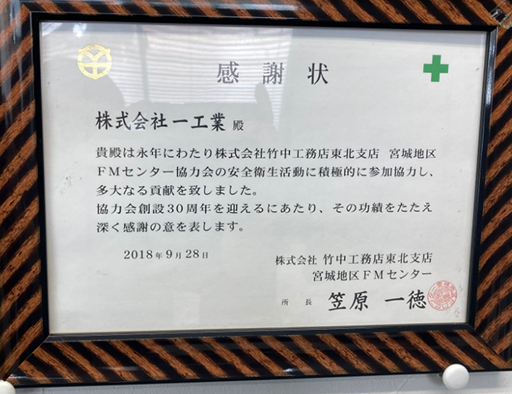 感謝状
株式会社一工業 殿
貴殿は永年にわたり株式会社竹中工務店東北支店 宮城地区
FMセンター協力会の安全衛生活動に積極的に参加協力し、
多大なる貢献を致しました。
協力会創設30周年を迎えるにあたり、その功績をたたえ
深く感謝の意を表します。
2018年9月28日
株式会社 竹中工務店東北支店
宮城地区FMセンター
所長 笠原 一徳